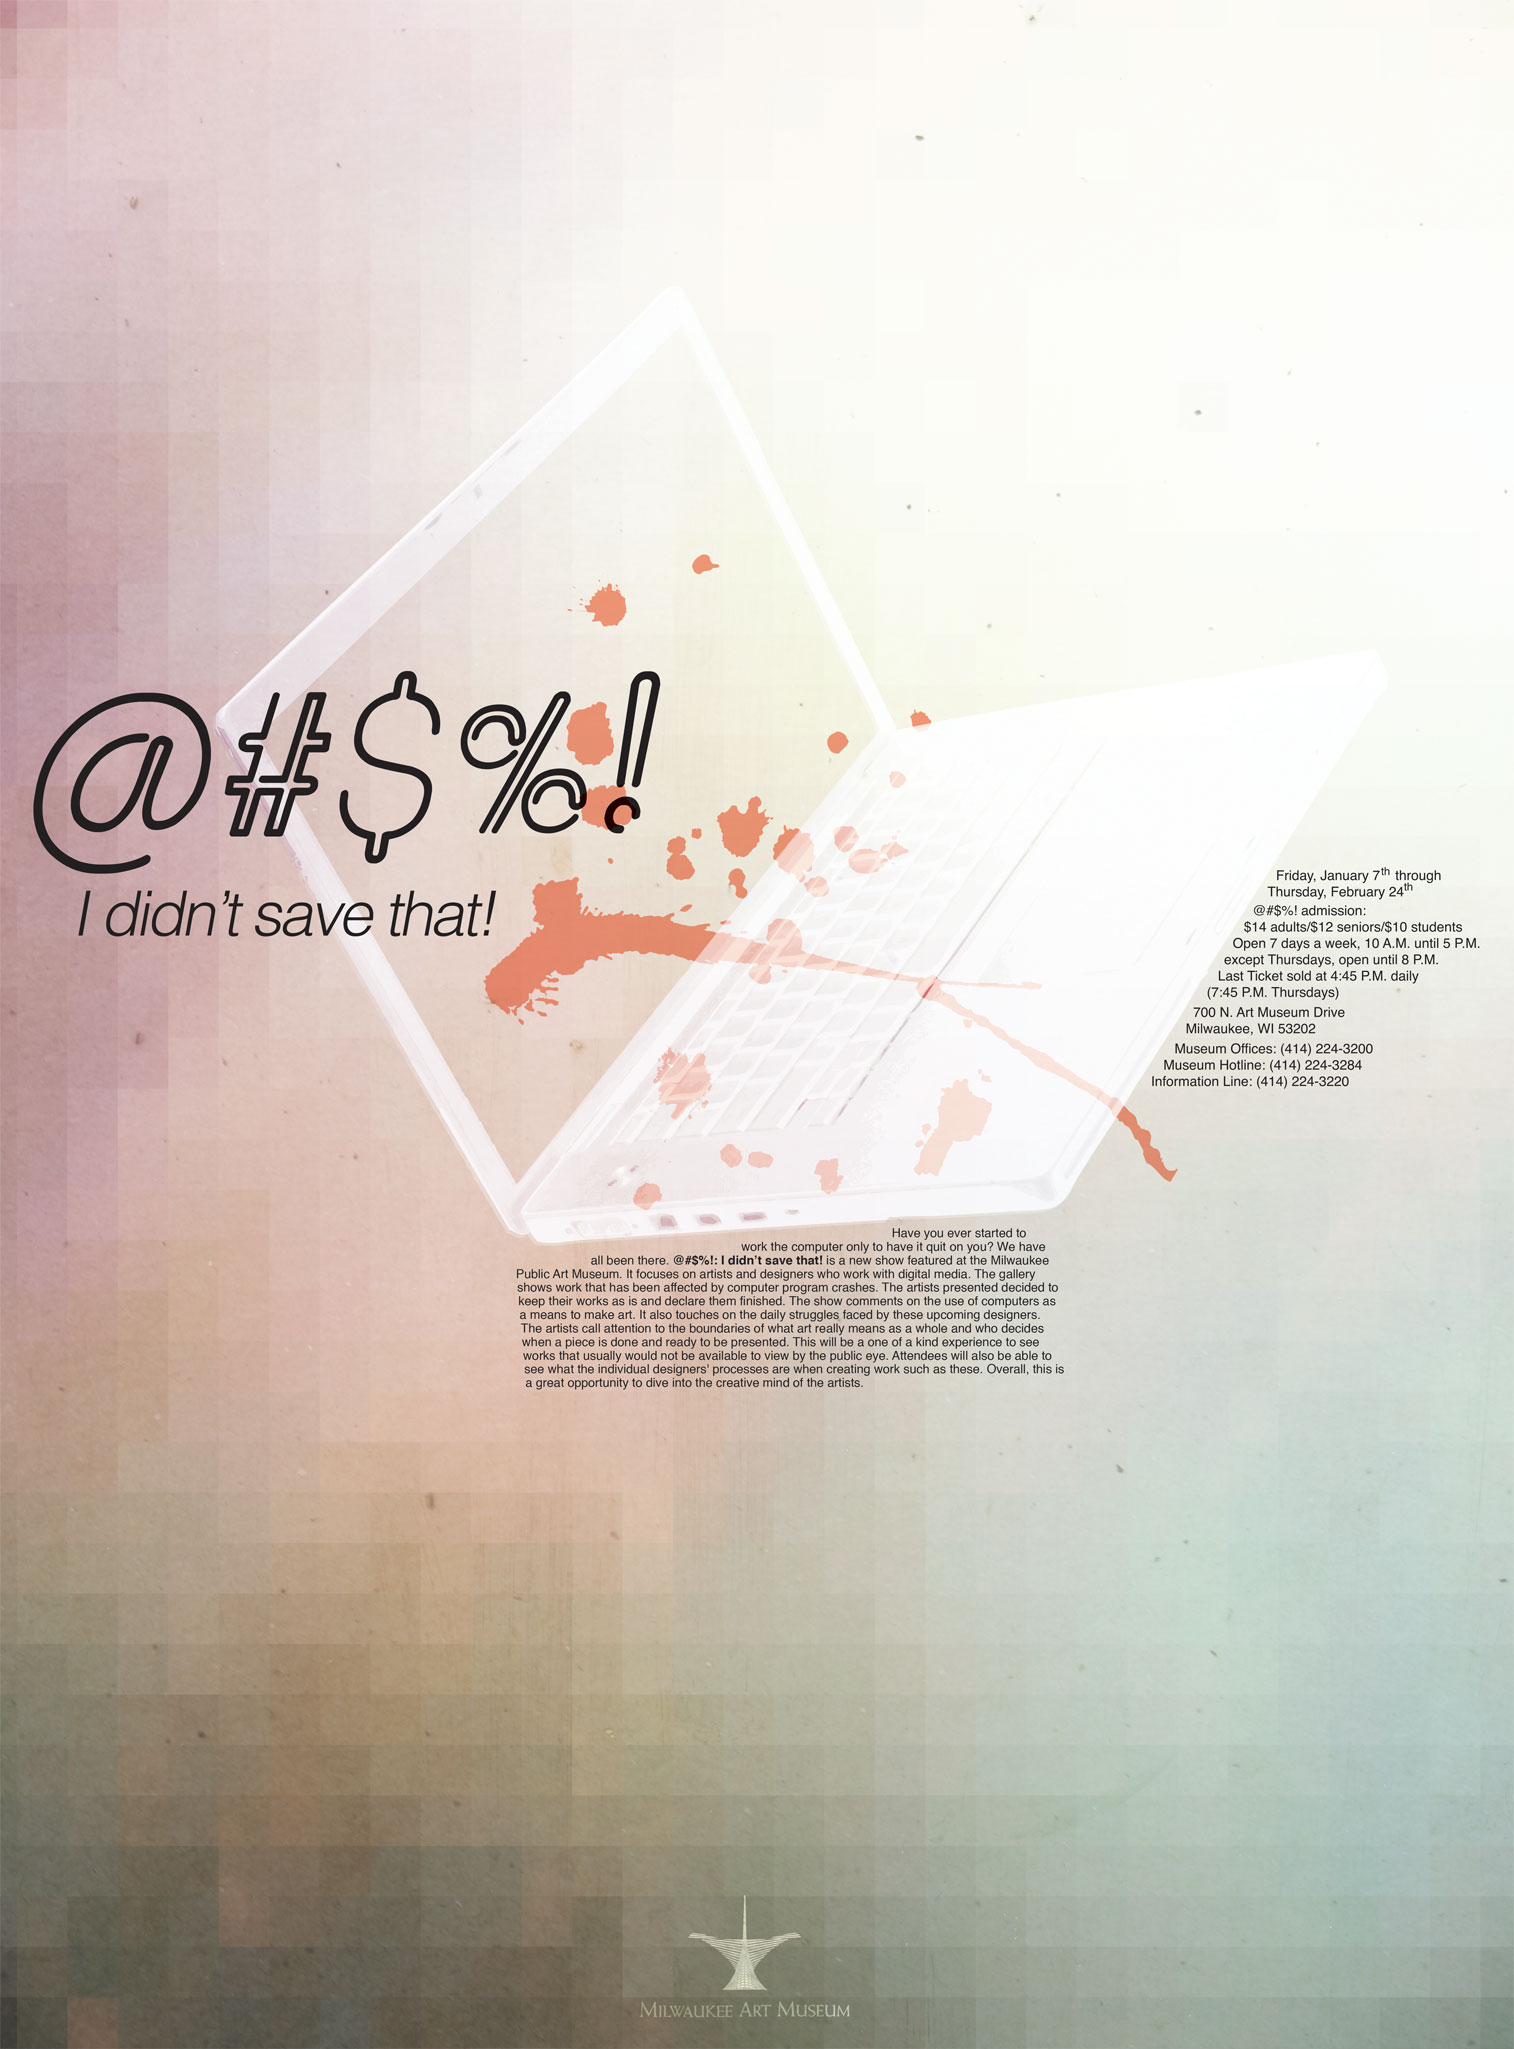 @#$%!
I didn't save that!
Friday, January 7th through
Thursday, February 24th
@#$%! admission:
$14 adults/$12 seniors/$10 students
Open 7 days a week, 10 A.M. until 5 P.M.
except Thursdays, open until 8 P.M.
Last Ticket sold at 4:45 P.M. daily
(7:45 P.M. Thursdays)
700 N. Art Museum Drive
Milwaukee, WI 53202
Museum Offices: (414) 224-3200
Museum Hotline: (414) 224-3284
Information Line: (414) 224-3220
Have you ever started to
work the computer only to have it quit on you? We have
all been there. @#$%!: I didn't save that! is a new show featured at the Milwaukee
Public Art Museum. It focuses on artists and designers who work with digital media. The gallery
shows work that has been affected by computer program crashes. The artists presented decided to
keep their works as is and declare them finished. The show comments on the use of computers as
a means to make art. It also touches on the daily struggles faced by these upcoming designers.
The artists call attention to the boundaries of what art really means as a whole and who decides
when a piece is done and ready to be presented. This will be a one of a kind experience to see
works that usually would not be available to view by the public eye. Attendees will also be able to
see what the individual designers' processes are when creating work such as these. Overall, this is
a great opportunity to dive into the creative mind of the artists.
MILWAUKEE ART MUSEUM